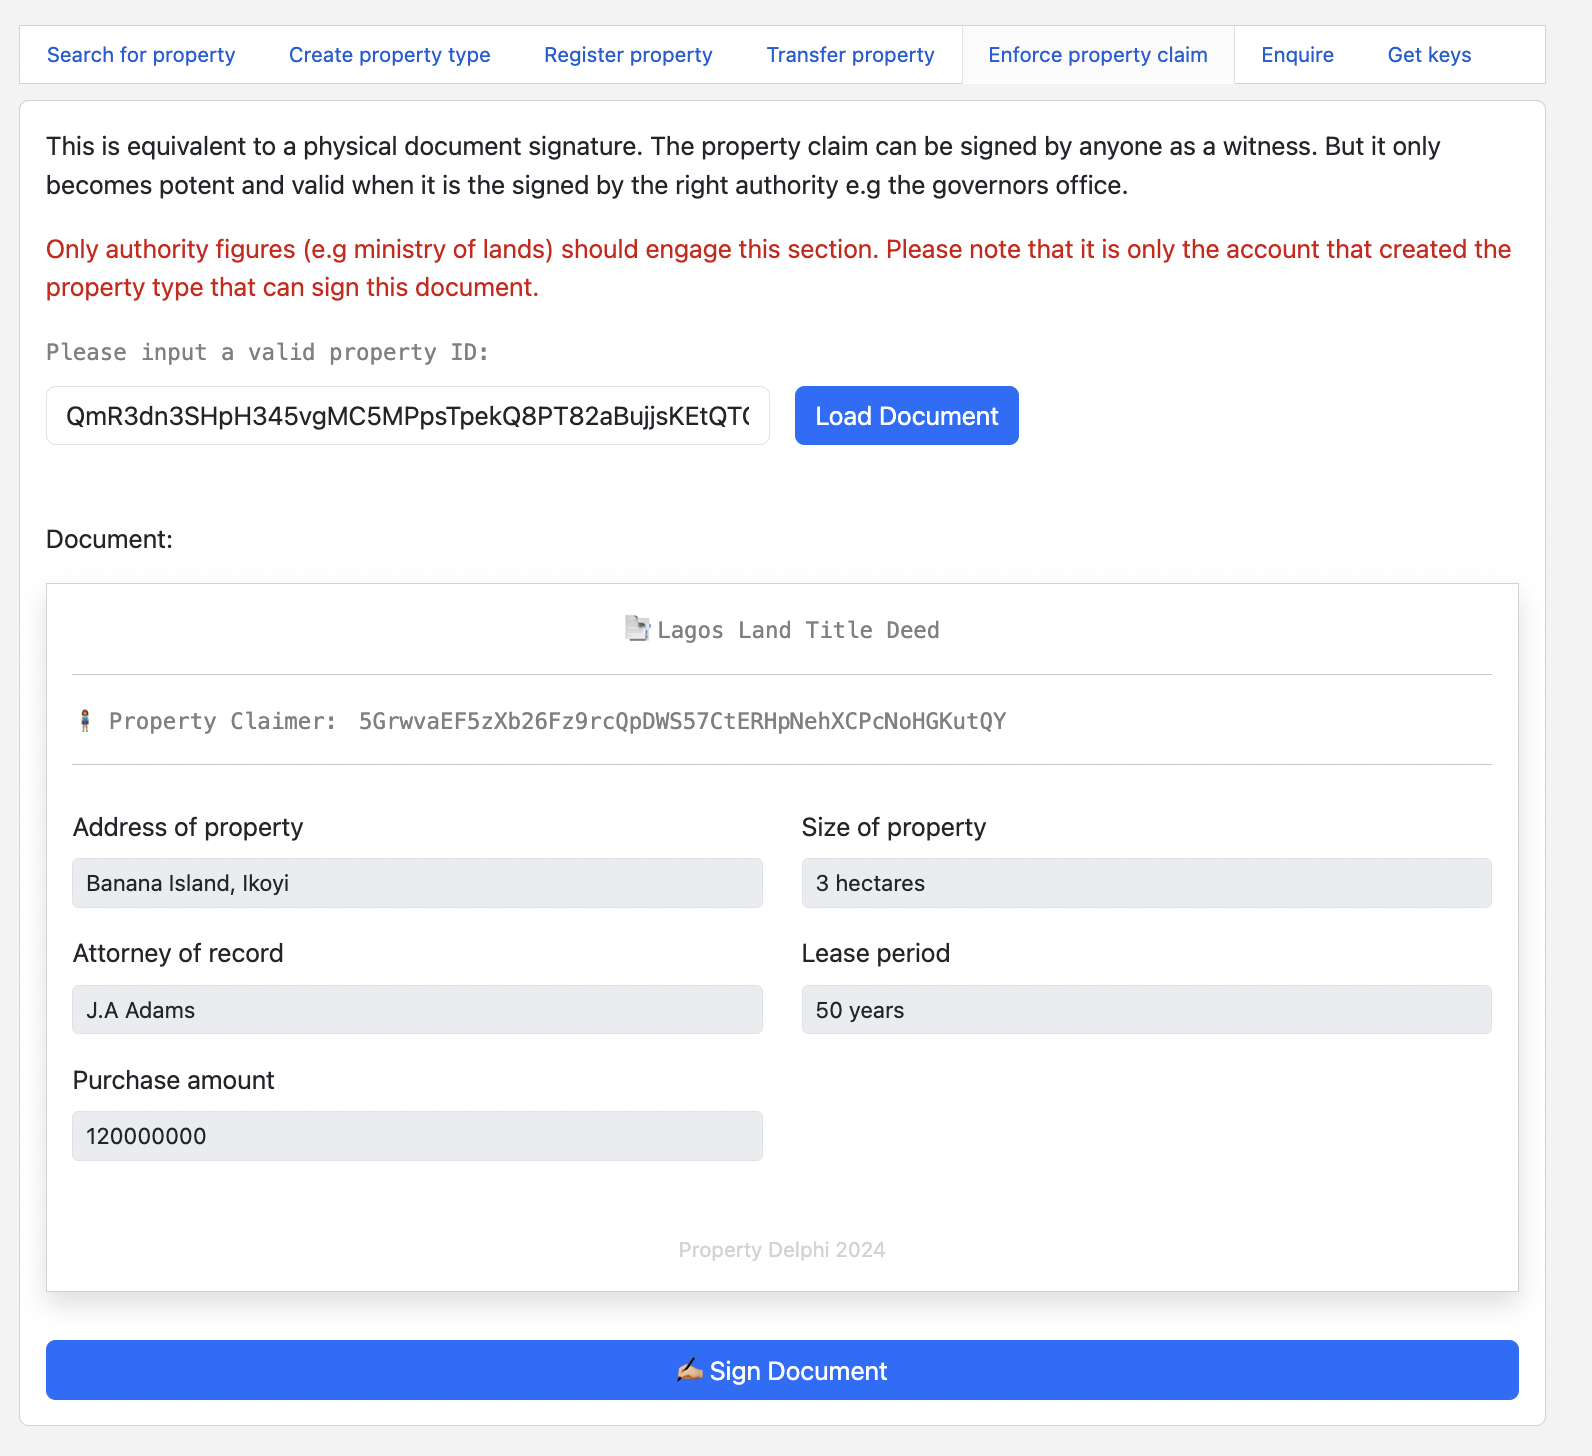 Search for property Create property type Register property Transfer property Enforce property claim Enquire Get keys
This is equivalent to a physical document signature. The property claim can be signed by anyone as a witness. But it only
becomes potent and valid when it is the signed by the right authority e.g the governors office.
Only authority figures (e.g ministry of lands) should engage this section. Please note that it is only the account that created the
property type that can sign this document.
Please input a valid property ID:
QmR3dn3SHpH345vgMC5MPpsTpekQ8PT82aBujjsKEtQT Load Document
Document:
Lagos Land Title Deed
Property Claimer: 5GrwvaEF5zXb26Fz9rcQpDWS57CtERHpNehXCPcNoHGKutQY
Address of property Size of property
Banana Island, Ikoyi 3 hectares
Attorney of record Lease period
J.A Adams 50 years
Purchase amount
120000000
Property Delphi 2024
Sign Document